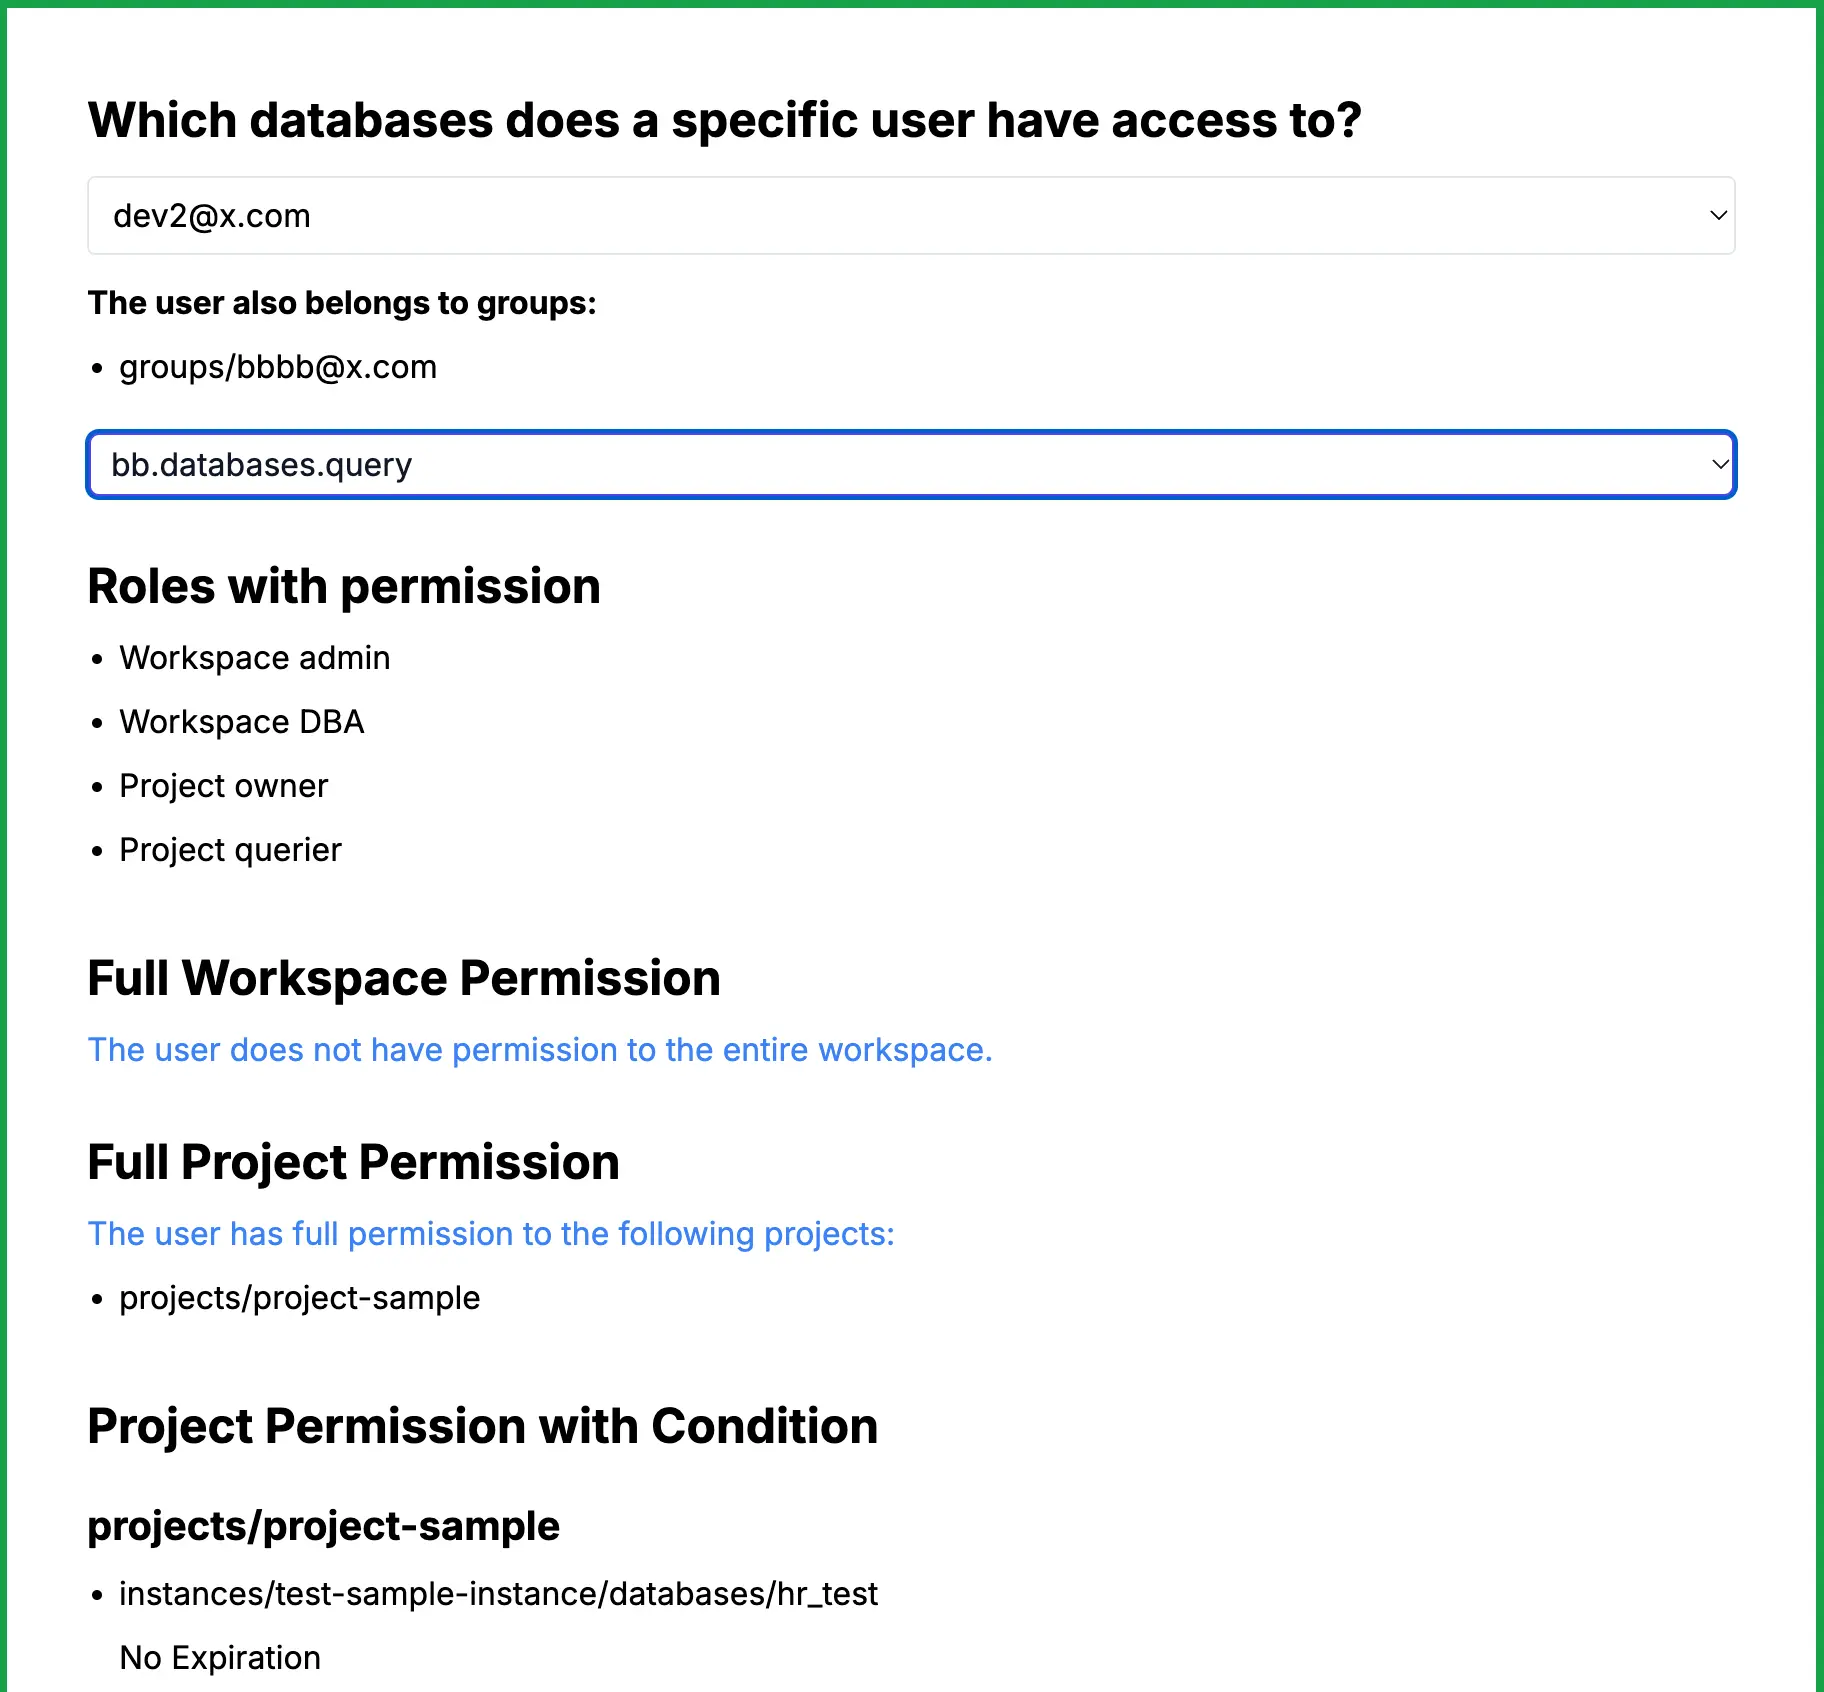 Which databases does a specific user have access to?
dev2@x.com
The user also belongs to groups:
• groups/bbbb@x.com
bb.databases.query
Roles with permission
• Workspace admin
• Workspace DBA
• Project owner
• Project querier
Full Workspace Permission
The user does not have permission to the entire workspace.
Full Project Permission
The user has full permission to the following projects:
• projects/project-sample
Project Permission with Condition
projects/project-sample
• instances/test-sample-instance/databases/hr_test
No Expiration